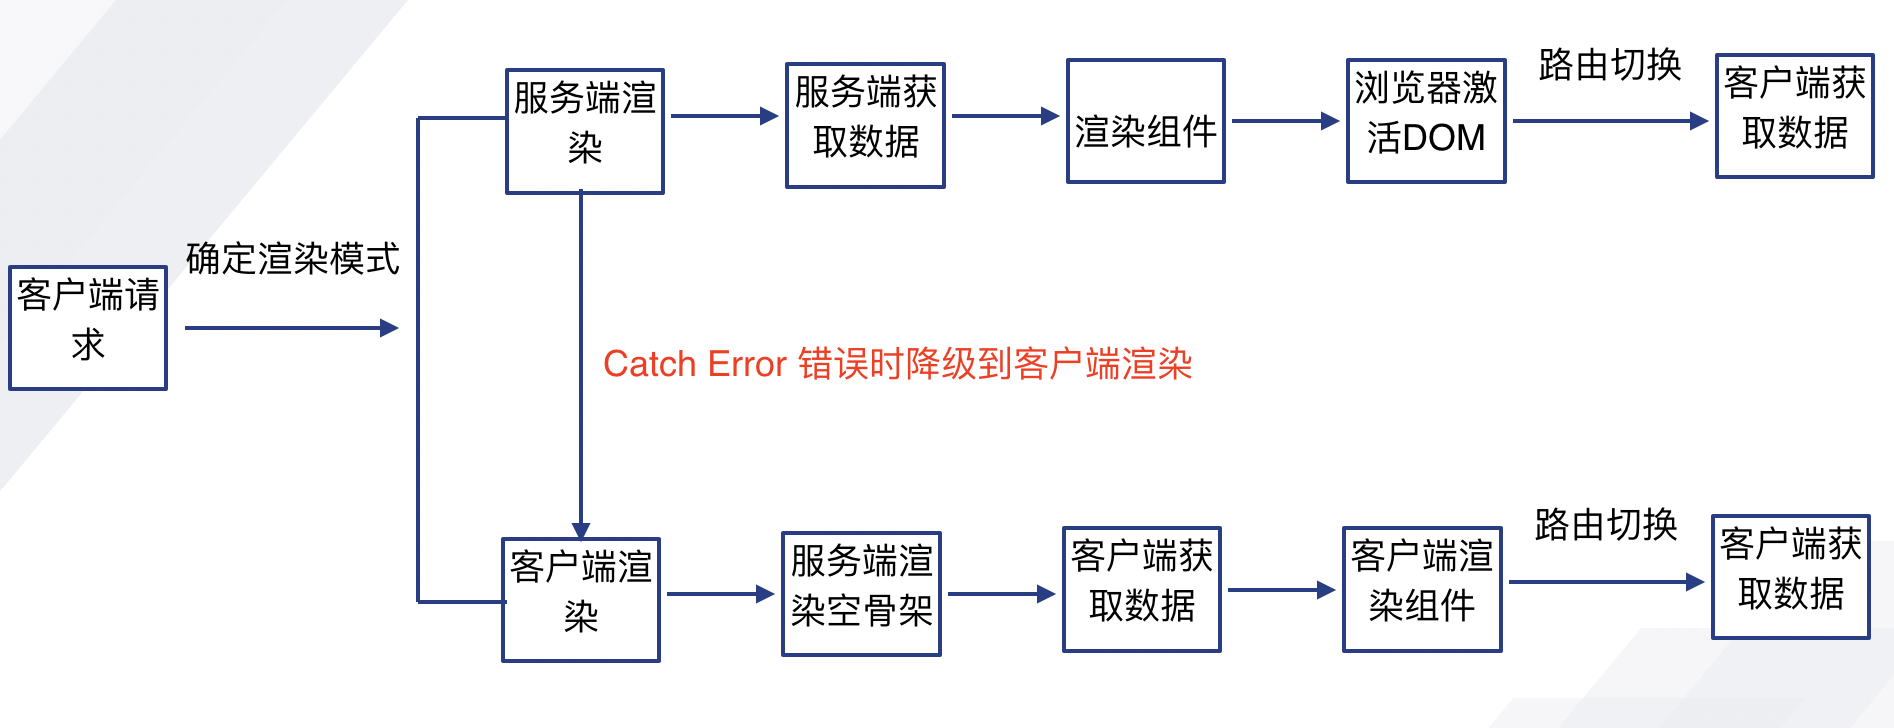 客户端请
求
确定渲染模式
服务端渲
染
服务端获
取数据
渲染组件
浏览器激
活DOM
路由切换
客户端获
取数据
Catch Error 错误时降级到客户端渲染
客户端渲
染
服务端渲
染空骨架
客户端获
取数据
客户端渲
染组件
路由切换
客户端获
取数据